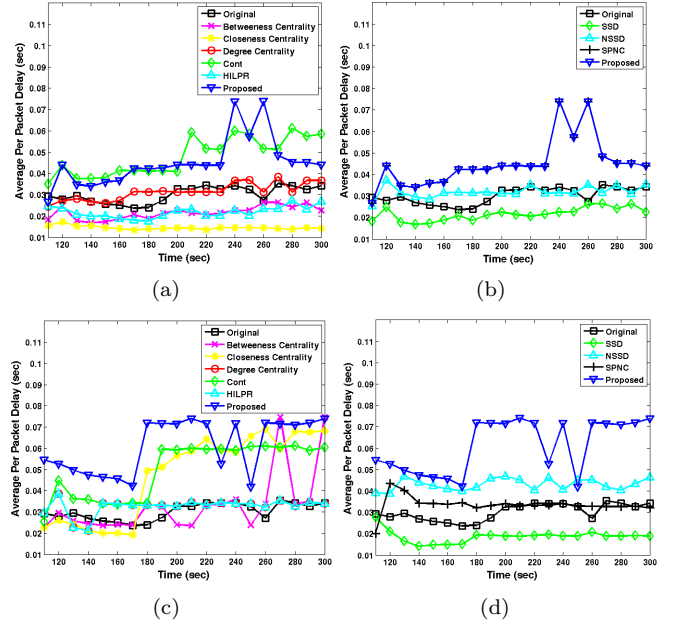 0.11
0.1
0.09
0.08
0.07
0.06
0.05
0.04
0.03
0.02
0.01
Average Per Packet Delay (sec)
120 140 160 180 200 220 240 260 280 300
Time (sec)
Original
Betweeness Centrality
Closeness Centrality
Degree Centrality
Cont
HILPR
Proposed
(a)
0.11
0.1
0.09
0.08
0.07
0.06
0.05
0.04
0.03
0.02
0.01
Average Per Packet Delay (sec)
120 140 160 180 200 220 240 260 280 300
Time (sec)
Original
SSD
NSSD
SPNC
Proposed
(b)
0.11
0.1
0.09
0.08
0.07
0.06
0.05
0.04
0.03
0.02
0.01
Average Per Packet Delay (sec)
120 140 160 180 200 220 240 260 280 300
Time (sec)
Original
Betweeness Centrality
Closeness Centrality
Degree Centrality
Cont
HILPR
Proposed
(c)
0.11
0.1
0.09
0.08
0.07
0.06
0.05
0.04
0.03
0.02
0.01
Average Per Packet Delay (sec)
120 140 160 180 200 220 240 260 280 300
Time (sec)
Original
SSD
NSSD
SPNC
Proposed
(d)